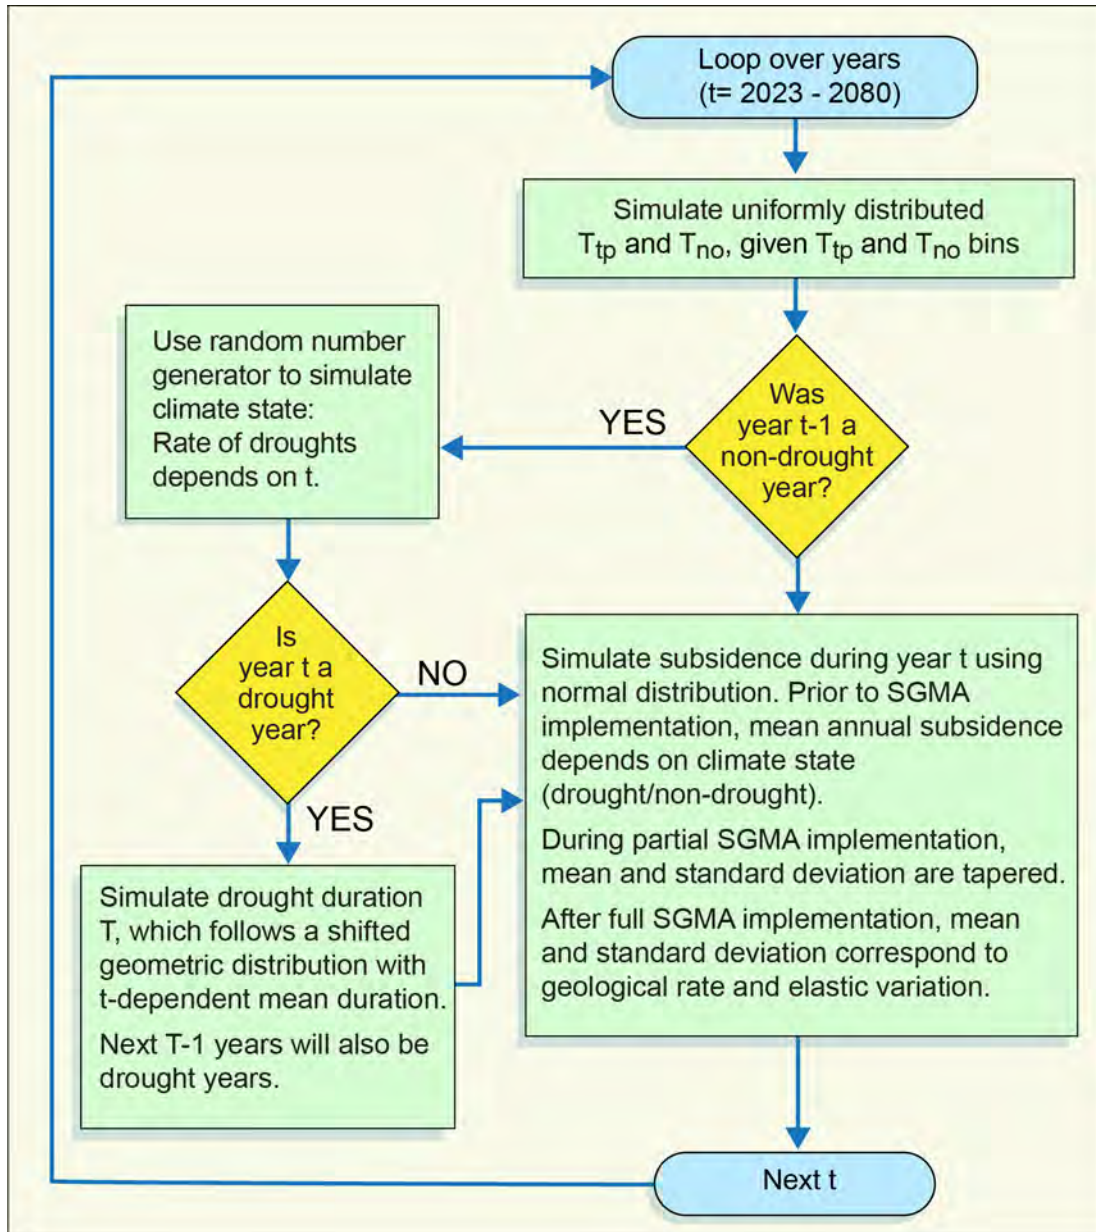 Loop over years
(t= 2023 - 2080)
Simulate uniformly distributed
Ttp and Tno, given Ttp and Tno bins
Was
year t-1 a
non-drought
year?
YES
Use random number
generator to simulate
climate state:
Rate of droughts
depends on t.
Is
year t a
drought
year?
NO
YES
Simulate drought duration
T, which follows a shifted
geometric distribution with
t-dependent mean duration.
Next T-1 years will also be
drought years.
Simulate subsidence during year t using
normal distribution. Prior to SGMA
implementation, mean annual subsidence
depends on climate state
(drought/non-drought).
During partial SGMA implementation,
mean and standard deviation are tapered.
After full SGMA implementation, mean
and standard deviation correspond to
geological rate and elastic variation.
Next t